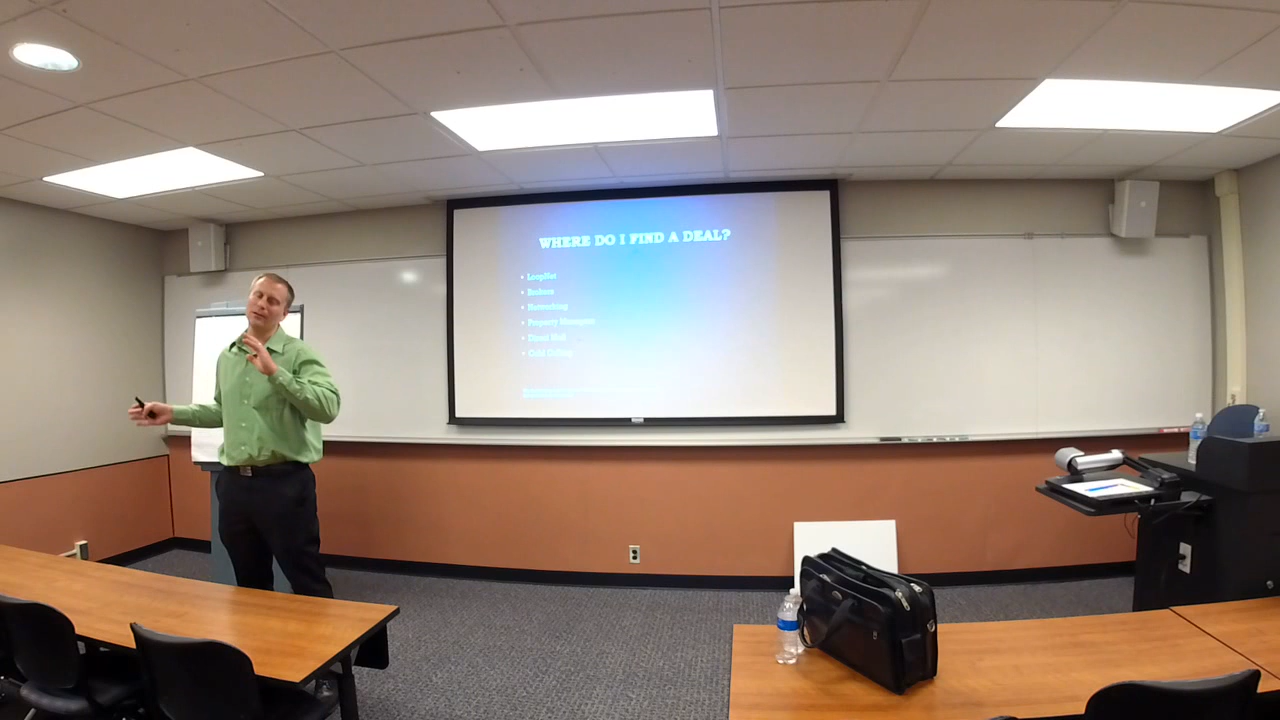 WHERE DO I FIND A DEAL?
• LoopNet
• Brokers
• Networking
• Property Managers
• Direct Mail
• Cold Calling